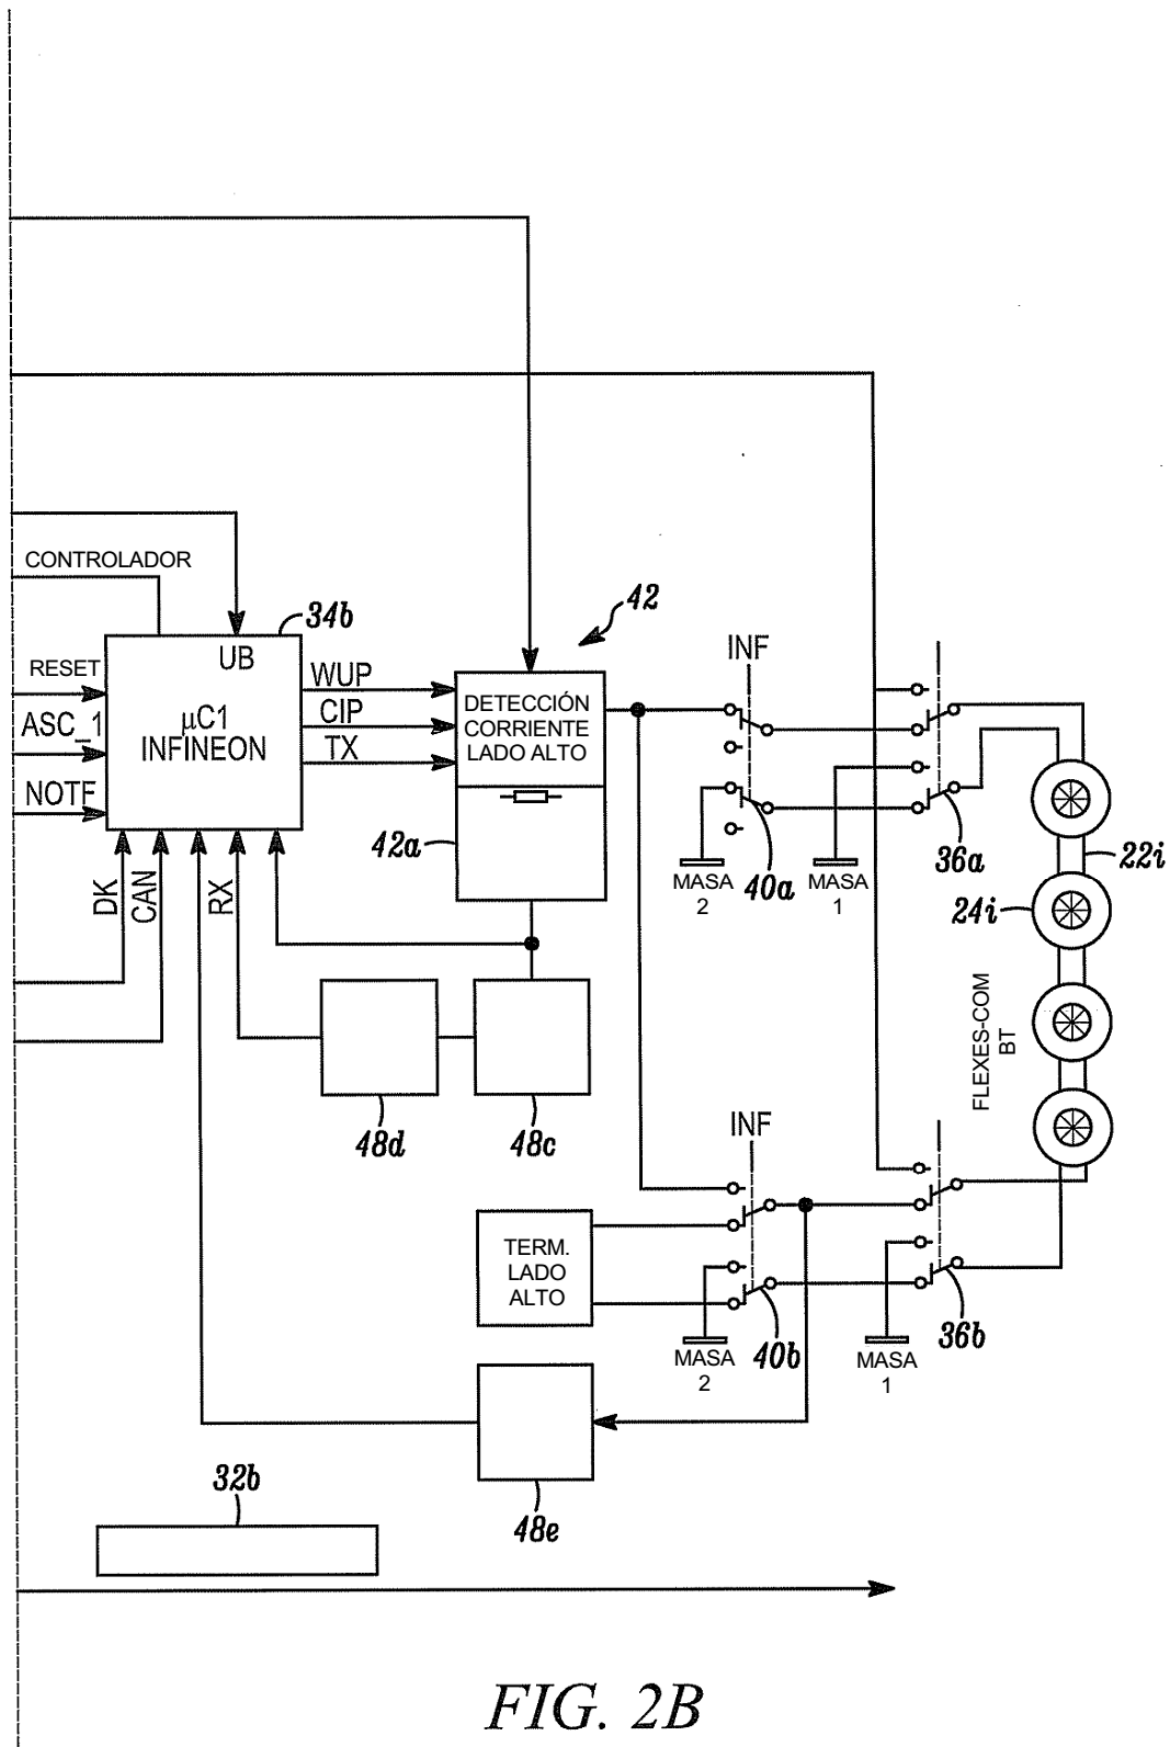 CONTROLADOR
34b
42
RESET
UB
WUP
INF
ASC_1
µC1
INFINEON
CIP
TX
DETECCIÓN
CORRIENTE
LADO ALTO
NOTF
42a
DK
CAN
RX
MASA
2
40a
MASA
1
36a
22i
24i
FLEXES-COM
BT
48d
48c
INF
TERM.
LADO
ALTO
MASA
2
40b
MASA
1
36b
32b
48e
FIG. 2B